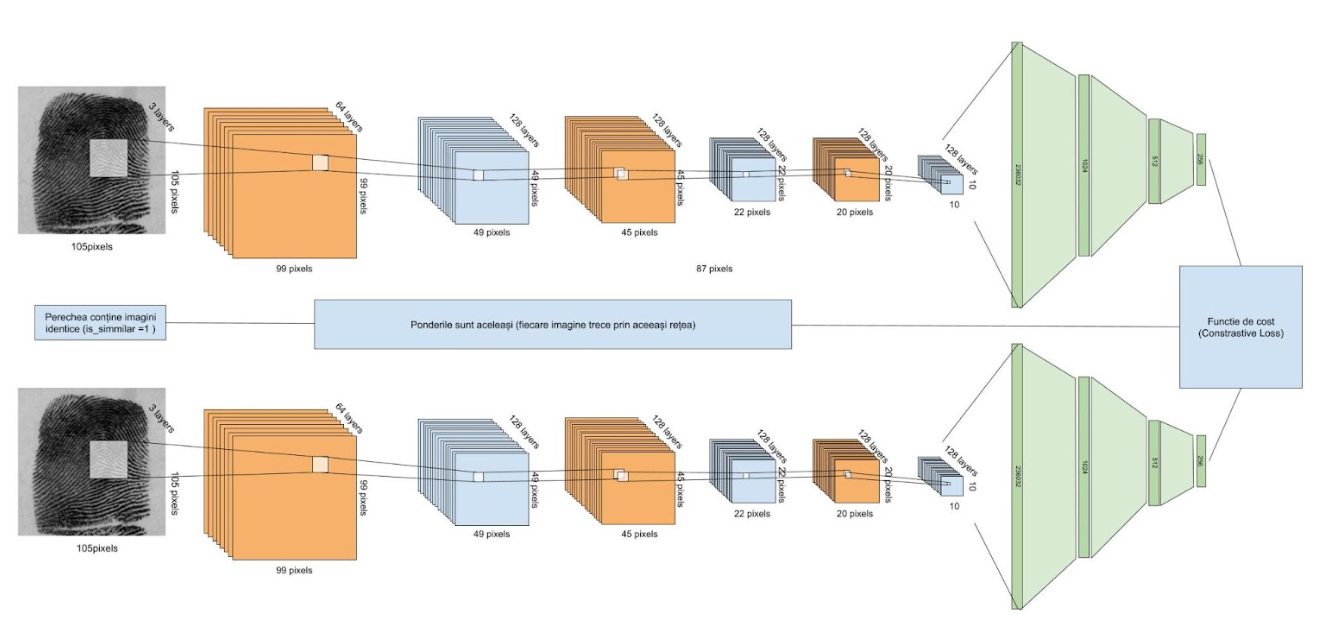 3 layers
105 pixels
105pixels
64 layers
99 pixels
99 pixels
128 layers
49 pixels
49 pixels
128 layers
45 pixels
45 pixels
128 layers
22 pixels
22 pixels
128 layers
20 pixels
20 pixels
128 layers
10
10
236032
1024
512
256
87 pixels
Perechea conține imagini
identice (is_simmilar =1 )
Ponderile sunt aceleași (fiecare imagine trece prin aceeași rețea)
Functie de cost
(Constrastive Loss)
3 layers
105 pixels
105pixels
64 layers
99 pixels
99 pixels
128 layers
49 pixels
49 pixels
128 layers
45 pixels
45 pixels
128 layers
22 pixels
22 pixels
128 layers
20 pixels
20 pixels
128 layers
10
10
236032
1024
512
256